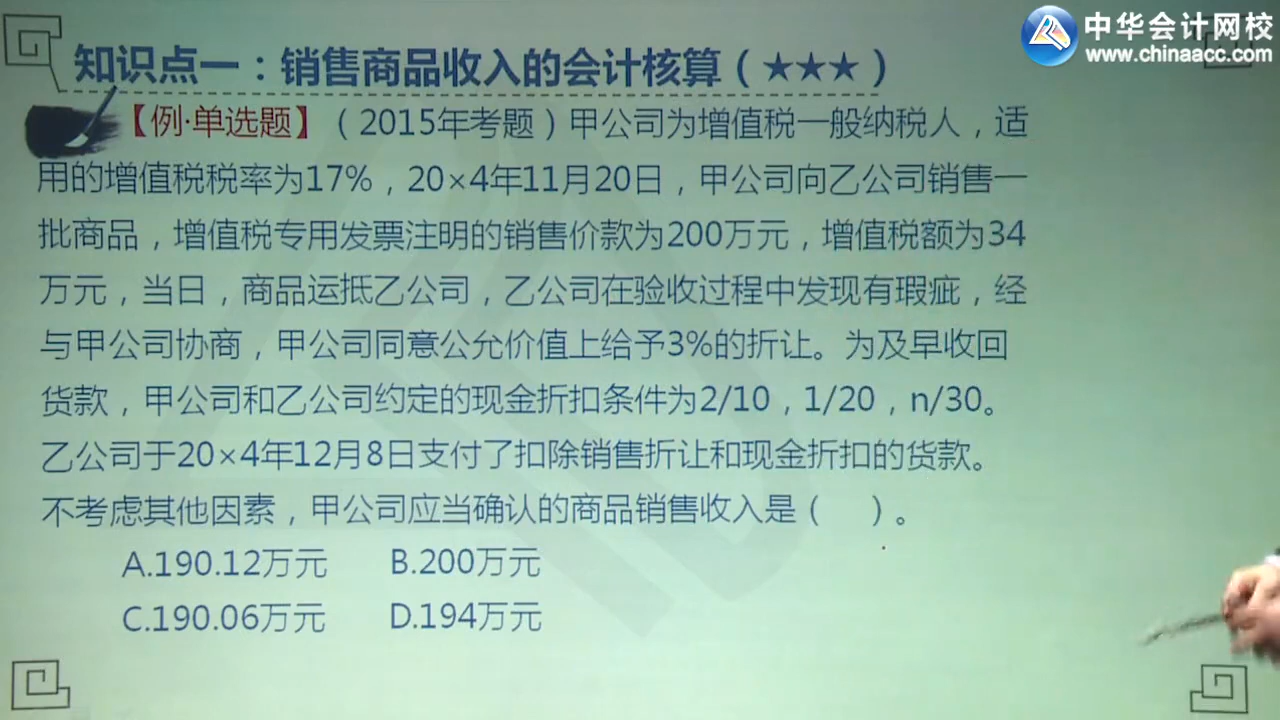 中华会计网校
www.chinaacc.com
知识点一：销售商品收入的会计核算（★★★）
【例·单选题】（2015年考题）甲公司为增值税一般纳税人，适
用的增值税税率为17%，20×4年11月20日，甲公司向乙公司销售一
批商品，增值税专用发票注明的销售价款为200万元，增值税额为34
万元，当日，商品运抵乙公司，乙公司在验收过程中发现有瑕疵，经
与甲公司协商，甲公司同意公允价值上给予3%的折让。为及早收回
货款，甲公司和乙公司约定的现金折扣条件为2/10，1/20，n/30。
乙公司于20×4年12月8日支付了扣除销售折让和现金折扣的货款。
不考虑其他因素，甲公司应当确认的商品销售收入是（　　）。
A.190.12万元 B.200万元
C.190.06万元 D.194万元